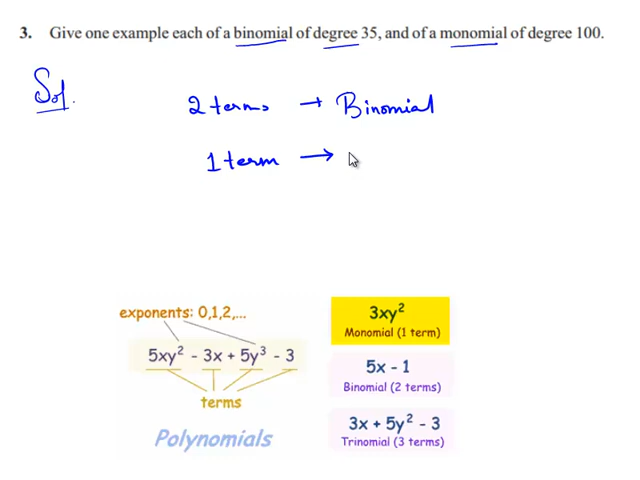 3. Give one example each of a binomial of degree 35, and of a monomial of degree 100.
Sol.
2 terms → Binomial
1 term →
exponents: 0,1,2,...
5xy² - 3x + 5y³ - 3
terms
Polynomials
3xy²
Monomial (1 term)
5x - 1
Binomial (2 terms)
3x + 5y² - 3
Trinomial (3 terms)